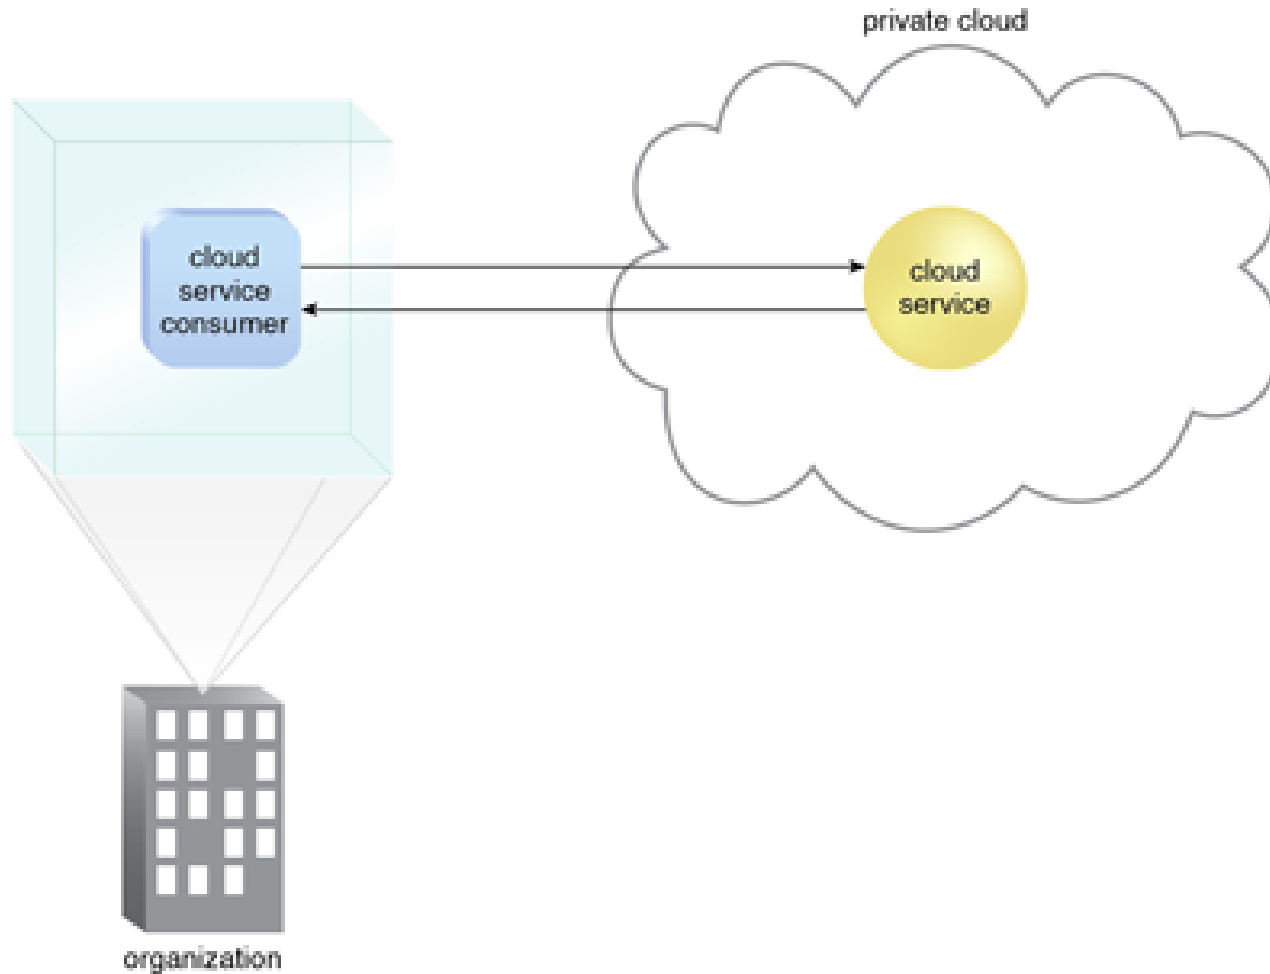 private cloud
cloud
service
consumer
cloud
service
organization